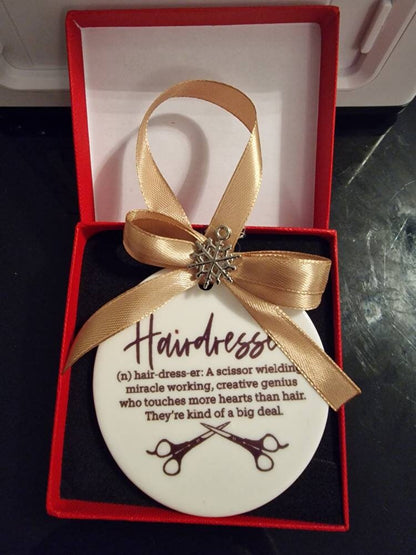 Hairdresse
(n) hair-dress-er: A scissor wieldin
miracle working, creative genius
who touches more hearts than hair.
They're kind of a big deal.